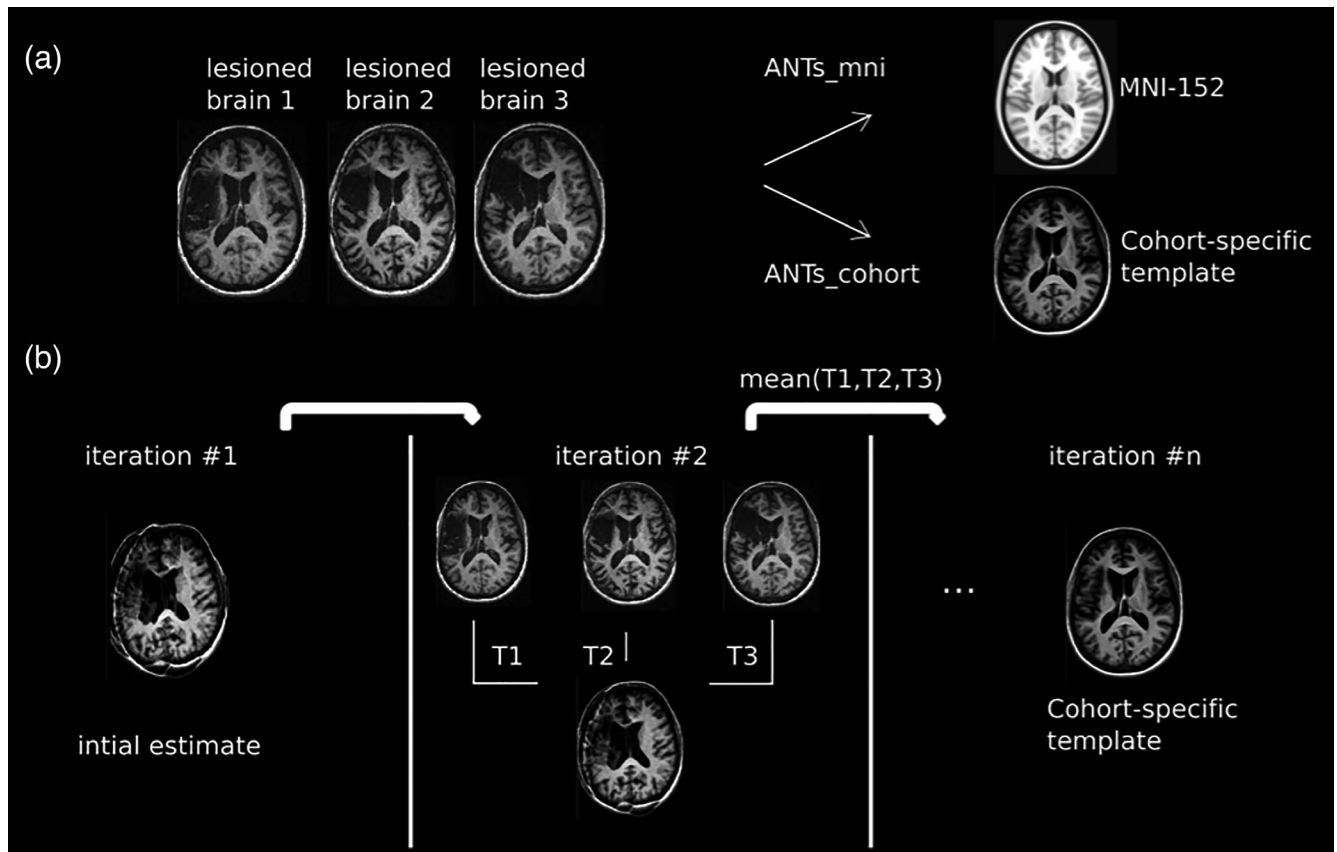 (a)
lesioned
brain 1
lesioned
brain 2
lesioned
brain 3
ANTs_mni
MNI-152
ANTs_cohort
Cohort-specific
template
(b)
mean(T1,T2,T3)
iteration #1
iteration #2
iteration #n
T1
T2
T3
...
intial estimate
Cohort-specific
template